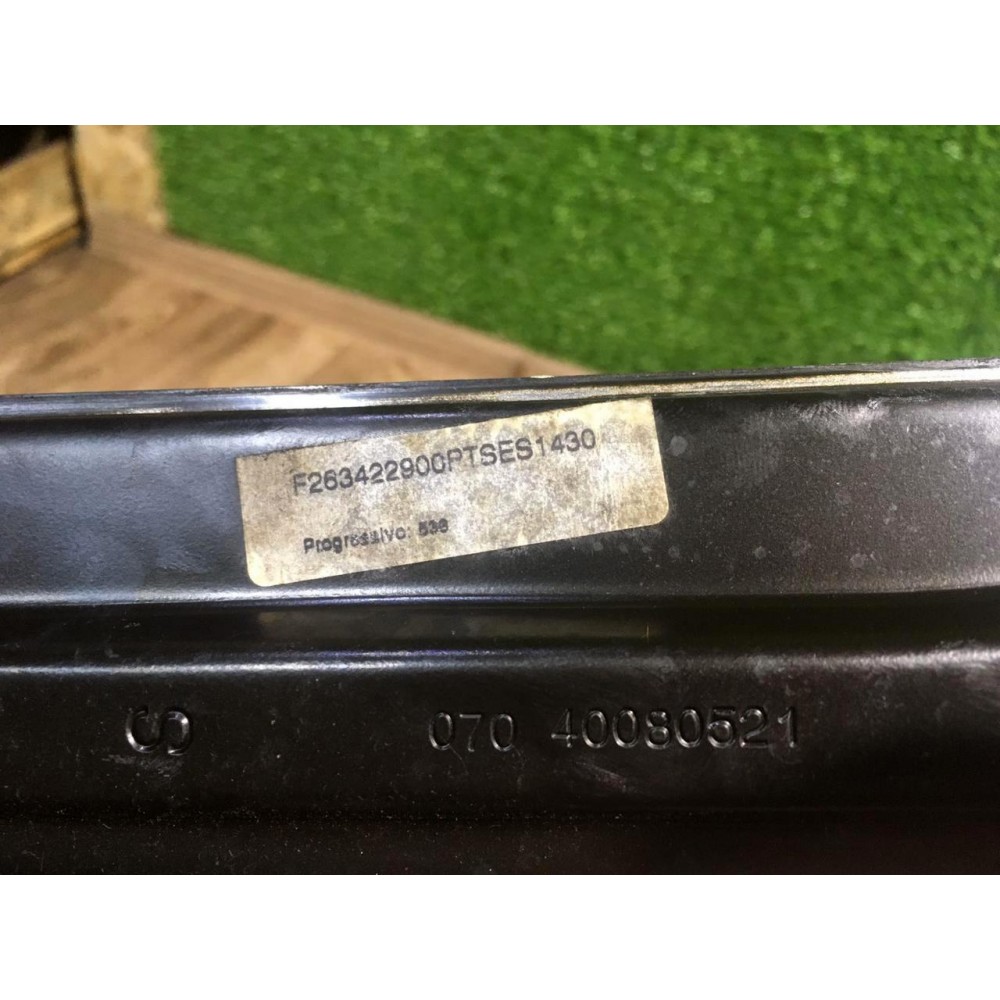 F263422900PTSES1430
Progressivo: 536
S
070 40080521